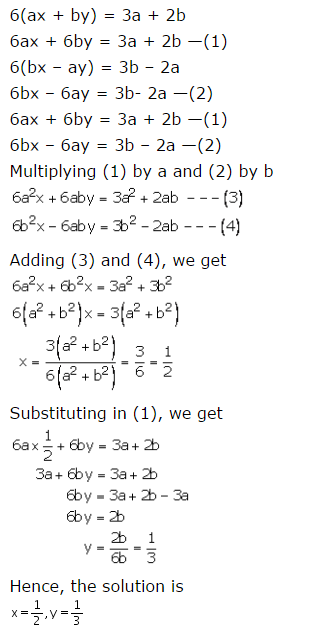 6(ax + by) = 3a + 2b
6ax + 6by = 3a + 2b —(1)
6(bx – ay) = 3b – 2a
6bx – 6ay = 3b- 2a —(2)
6ax + 6by = 3a + 2b —(1)
6bx – 6ay = 3b – 2a —(2)
Multiplying (1) by a and (2) by b
6a²x + 6aby = 3a² + 2ab - - - (3)
6b²x - 6aby = 3b² - 2ab - - - (4)
Adding (3) and (4), we get
6a²x + 6b²x = 3a² + 3b²
6(a² + b²)x = 3(a² + b²)
x = 3(a² + b²)/6(a² + b²) = 3/6 = 1/2
Substituting in (1), we get
6a x 1/2 + 6by = 3a + 2b
3a + 6by = 3a + 2b
6by = 3a + 2b - 3a
6by = 2b
y = 2b/6b = 1/3
Hence, the solution is
x = 1/2, y = 1/3